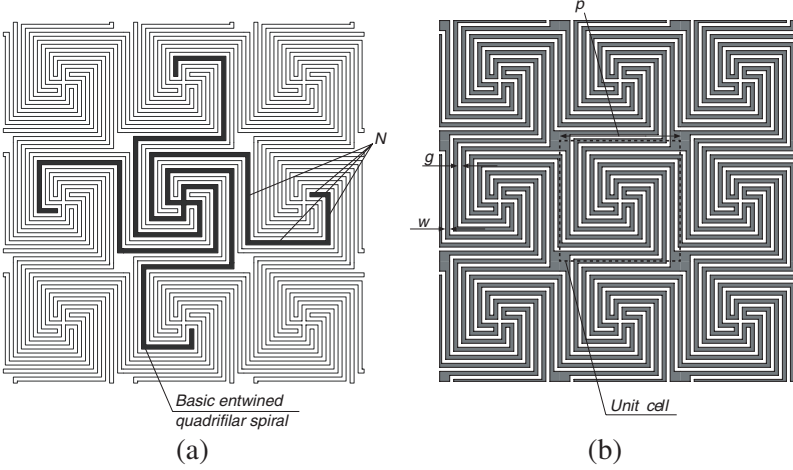 p
N
g
w
Basic entwined
quadrifilar spiral
Unit cell
(a)
(b)